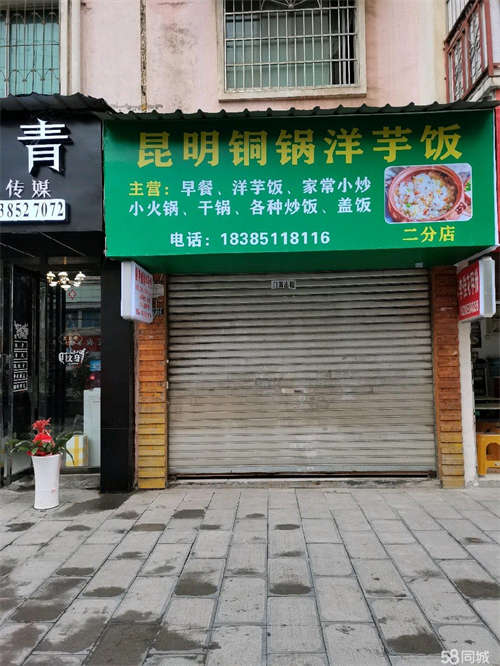 昆明铜锅洋芋饭
主营：早餐、洋芋饭、家常小炒
小火锅、干锅、各种炒饭、盖饭
电话：18385118116
二分店
青
传媒
38527072
58同城